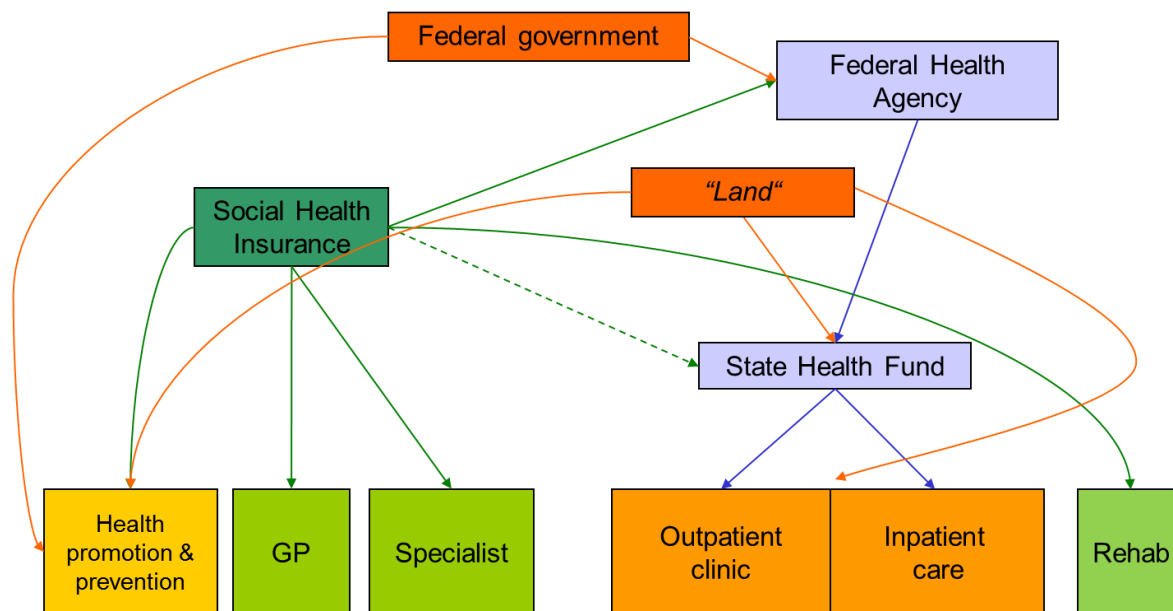 Federal government
Federal Health
Agency
“Land“
Social Health
Insurance
State Health Fund
Health
promotion &
prevention
GP
Specialist
Outpatient
clinic
Inpatient
care
Rehab